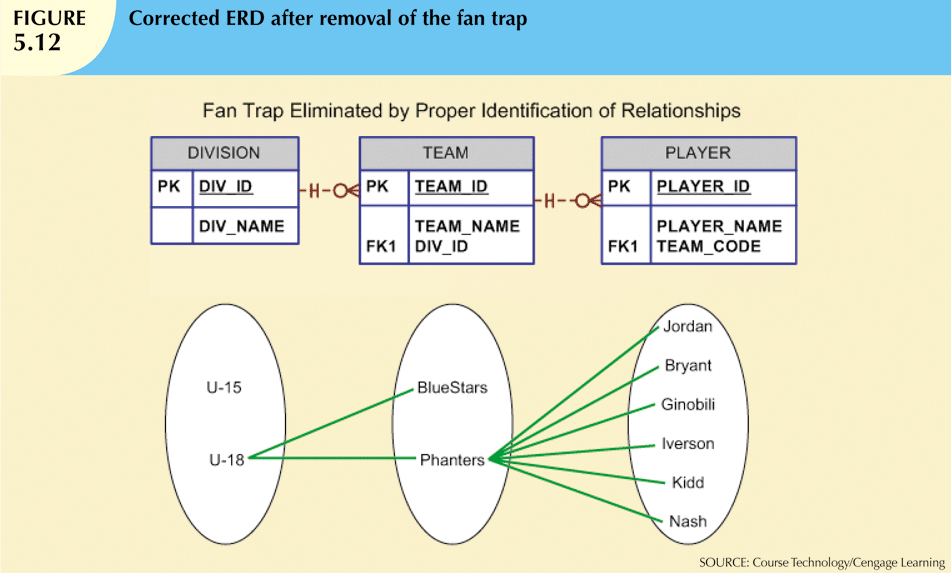 FIGURE
5.12
Corrected ERD after removal of the fan trap
Fan Trap Eliminated by Proper Identification of Relationships
DIVISION
PK DIV_ID
DIV_NAME
TEAM
PK TEAM_ID
TEAM_NAME
FK1 DIV_ID
PLAYER
PK PLAYER_ID
PLAYER_NAME
FK1 TEAM_CODE
U-15
U-18
BlueStars
Phanters
Jordan
Bryant
Ginobili
Iverson
Kidd
Nash
SOURCE: Course Technology/Cengage Learning